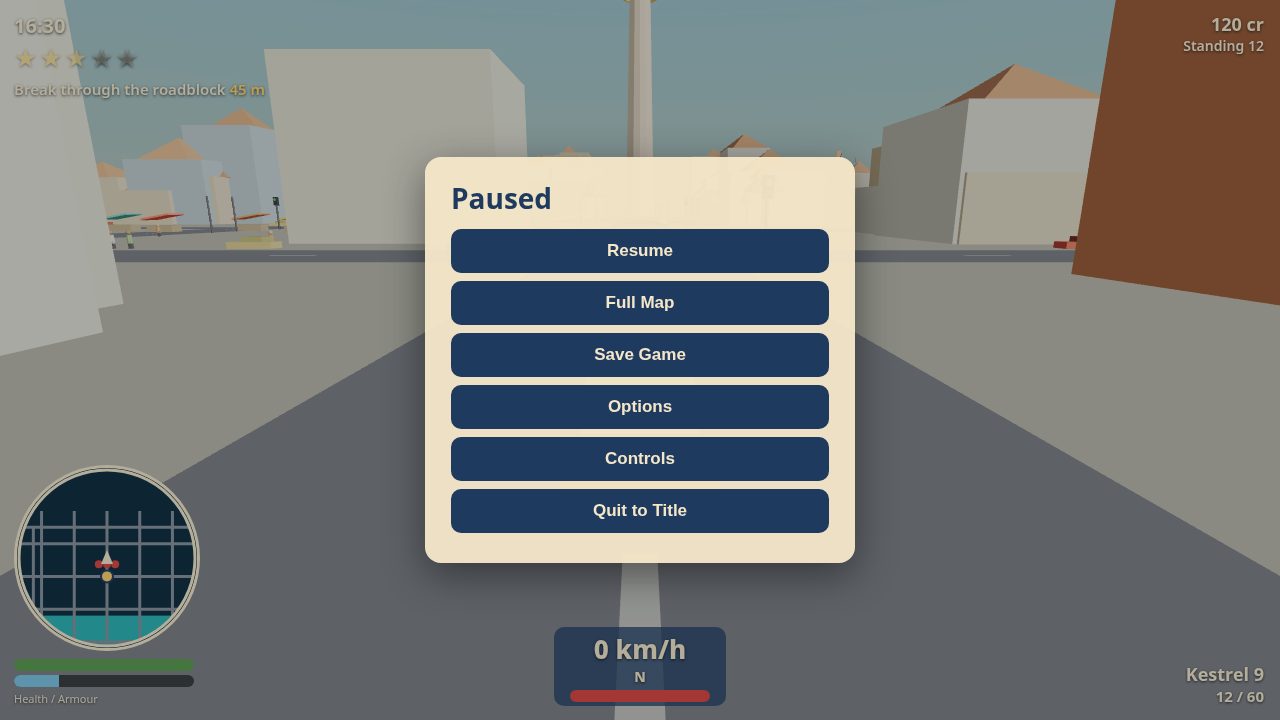 16:30
Break through the roadblock 45 m
120 cr
Standing 12
Paused
Resume
Full Map
Save Game
Options
Controls
Quit to Title
Health / Armour
0 km/h
N
Kestrel 9
12 / 60